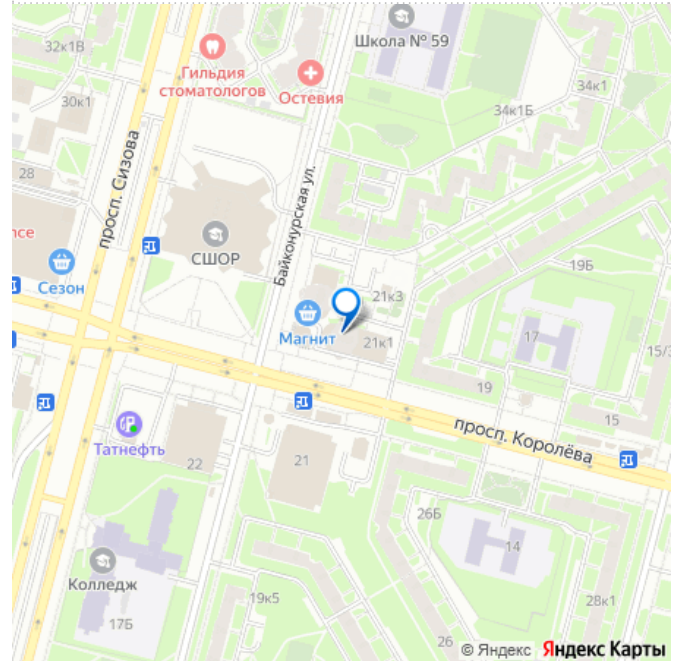 32к1В
Школа № 59
Гильдия
стоматологов
Остевия
34к1
30к1
34к1Б
просп. Сизова
28
Байконурская ул.
nce
СШОР
Сезон
19Б
21к3
Магнит
17
21к1
15/3
19
15
просп. Королёва
Татнефть
22
21
26Б
14
Колледж
19к5
28к1
17Б
26
© Яндекс Яндекс Карты